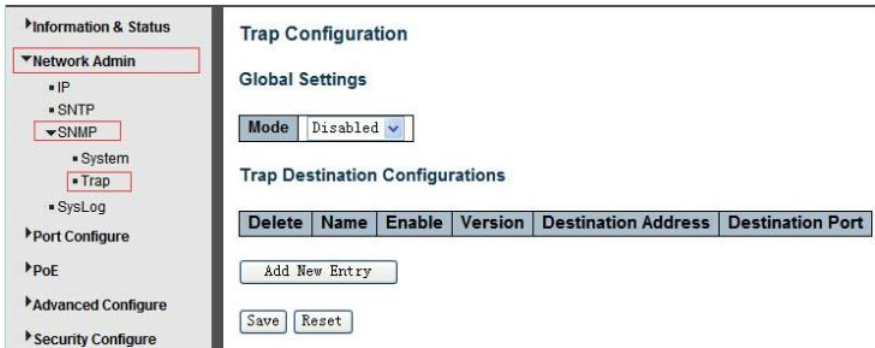 Information & Status
Network Admin
IP
SNTP
SNMP
System
Trap
SysLog
Port Configure
PoE
Advanced Configure
Security Configure
Trap Configuration
Global Settings
Mode Disabled
Trap Destination Configurations
Delete Name Enable Version Destination Address Destination Port
Add New Entry
Save Reset